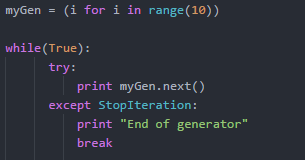 myGen = (i for i in range(10))
while(True):
try:
print myGen.next()
except StopIteration:
print "End of generator"
break